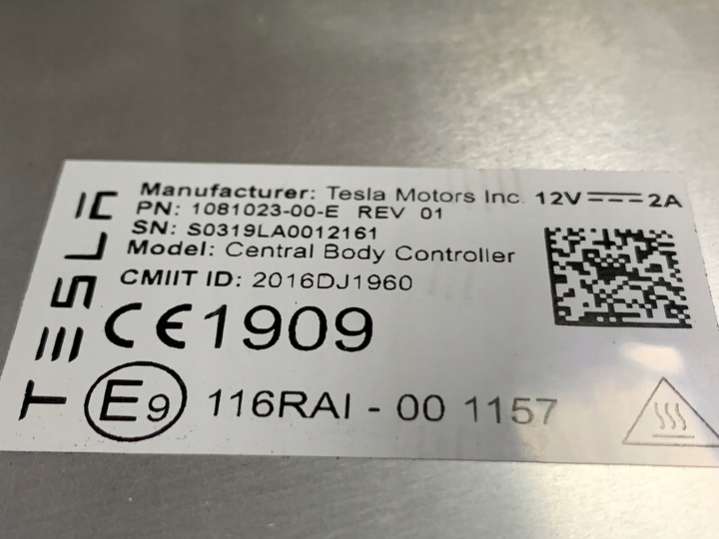 TESLA
Manufacturer: Tesla Motors Inc. 12V 2A
PN: 1081023-00-E REV 01
SN: S0319LA0012161
Model: Central Body Controller
CMIIT ID: 2016DJ1960
CE1909
E9 116RAI - 00 1157